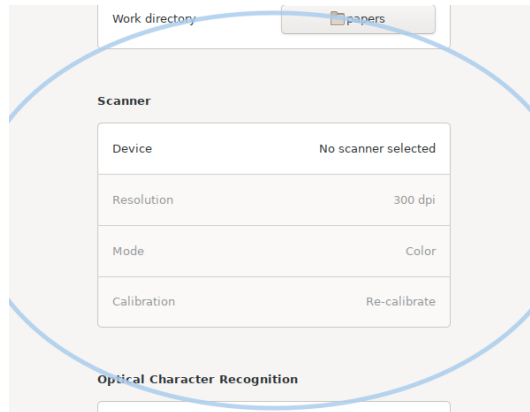 Work directory papers
Scanner
Device No scanner selected
Resolution 300 dpi
Mode Color
Calibration Re-calibrate
Optical Character Recognition